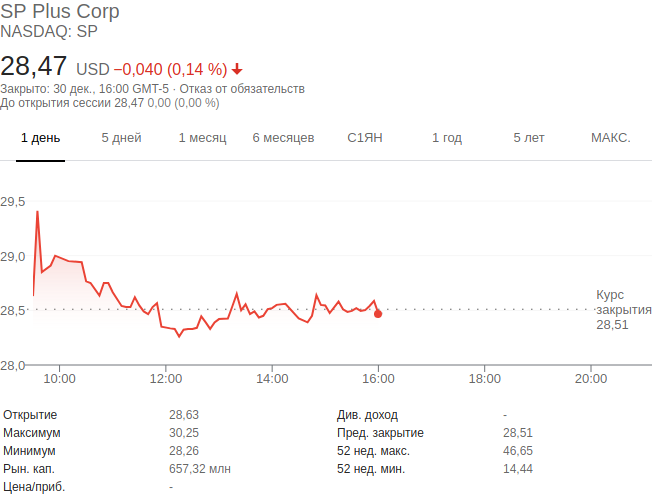 SP Plus Corp
NASDAQ: SP
28,47 USD −0,040 (0,14 %)
Закрыто: 30 дек., 16:00 GMT-5 · Отказ от обязательств
До открытия сессии 28,47 0,00 (0,00 %)
1 день 5 дней 1 месяц 6 месяцев С1ЯН 1 год 5 лет МАКС.
29,5
29,0
28,5
28,0
Курс
закрытия
28,51
10:00 12:00 14:00 16:00 18:00 20:00
Открытие 28,63 Див. доход -
Максимум 30,25 Пред. закрытие 28,51
Минимум 28,26 52 нед. макс. 46,65
Рын. кап. 657,32 млн 52 нед. мин. 14,44
Цена/приб. -